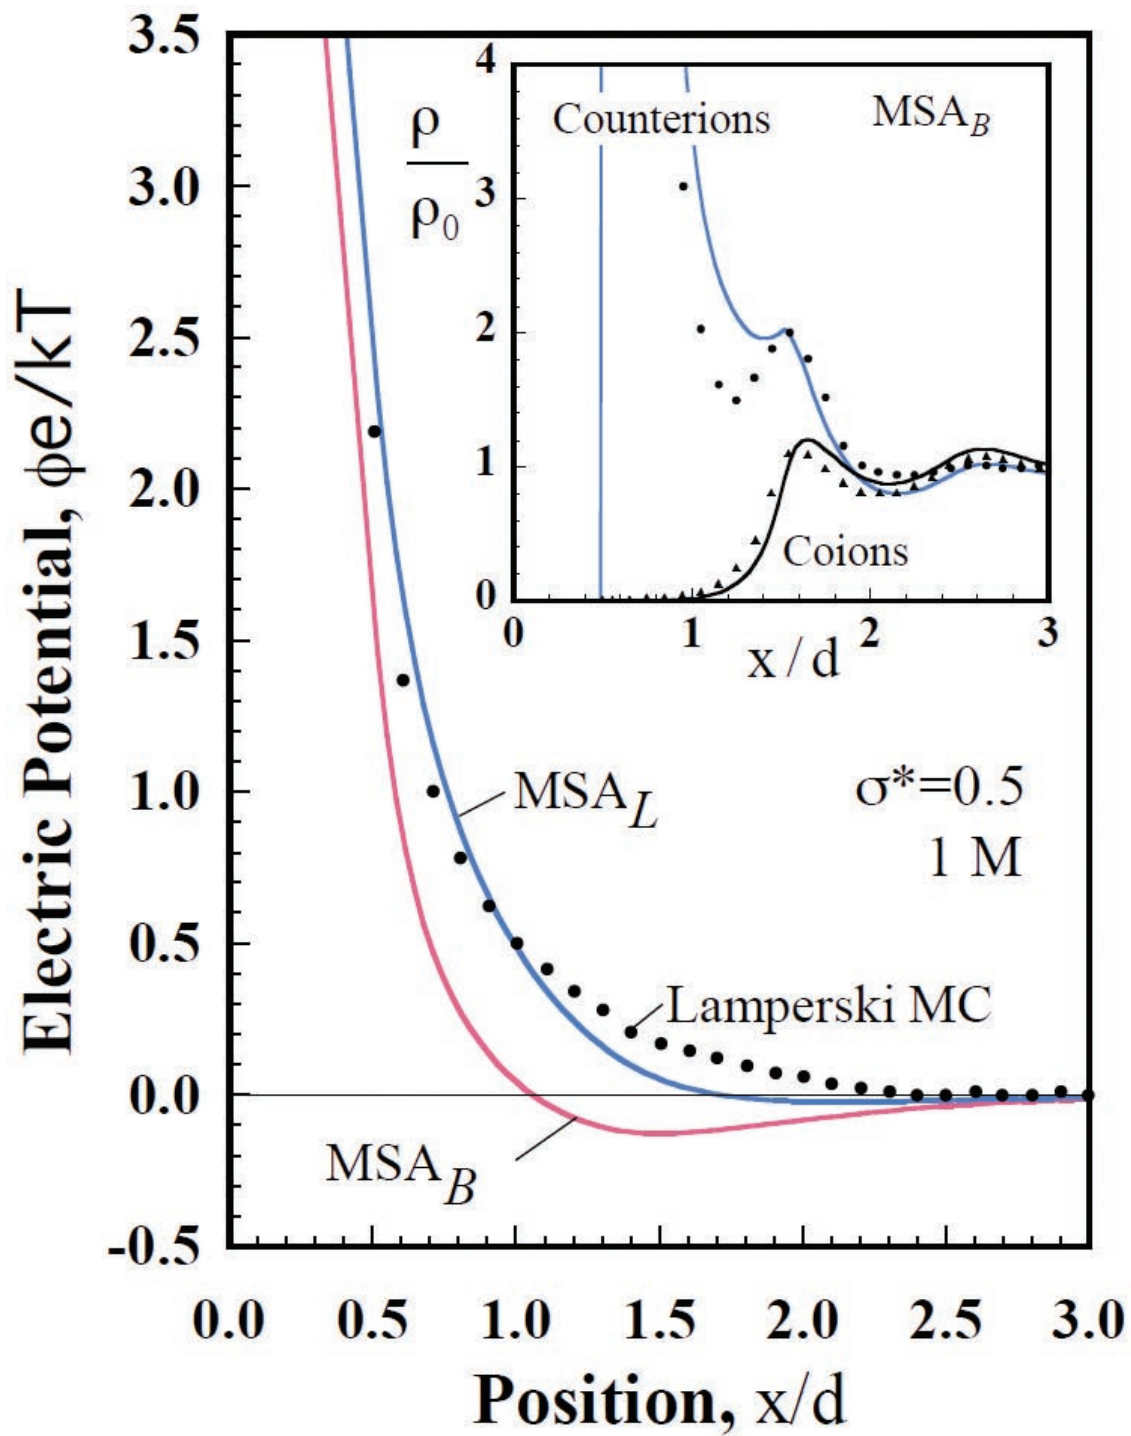 3.5
3.0
2.5
2.0
1.5
1.0
0.5
0.0
-0.5
Electric Potential, ϕe/kT
0.0 0.5 1.0 1.5 2.0 2.5 3.0
Position, x/d
ρ
ρ0
4
3
2
1
0
0 1 2 3
x/d
Counterions
MSAB
Coions
MSAL
σ*=0.5
1 M
Lamperski MC
MSAB